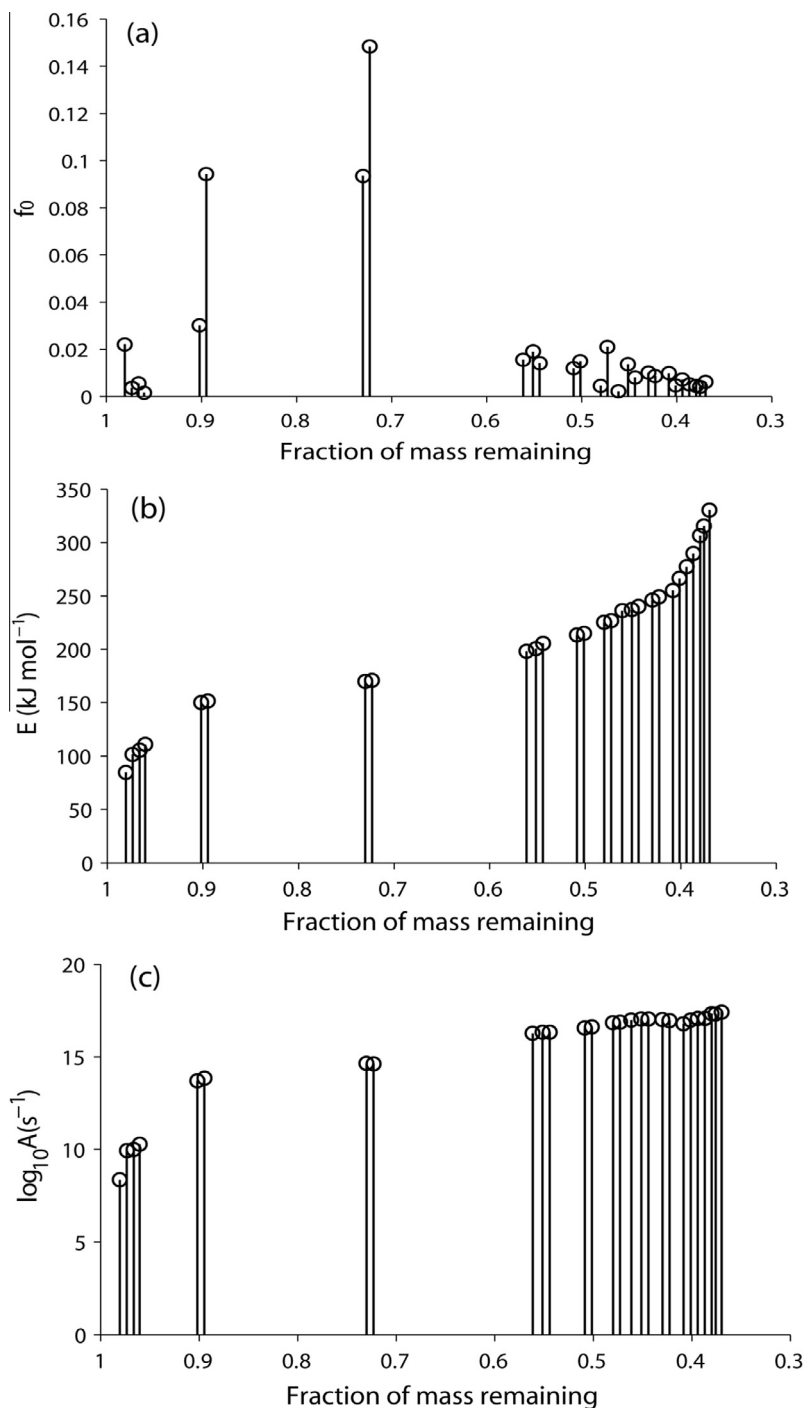 (a)
0.16
0.14
0.12
0.1
0.08
0.06
0.04
0.02
0
f₀
1 0.9 0.8 0.7 0.6 0.5 0.4 0.3
Fraction of mass remaining
(b)
350
300
250
200
150
100
50
0
E (kJ mol⁻¹)
1 0.9 0.8 0.7 0.6 0.5 0.4 0.3
Fraction of mass remaining
(c)
20
15
10
5
0
log₁₀A(s⁻¹)
1 0.9 0.8 0.7 0.6 0.5 0.4 0.3
Fraction of mass remaining